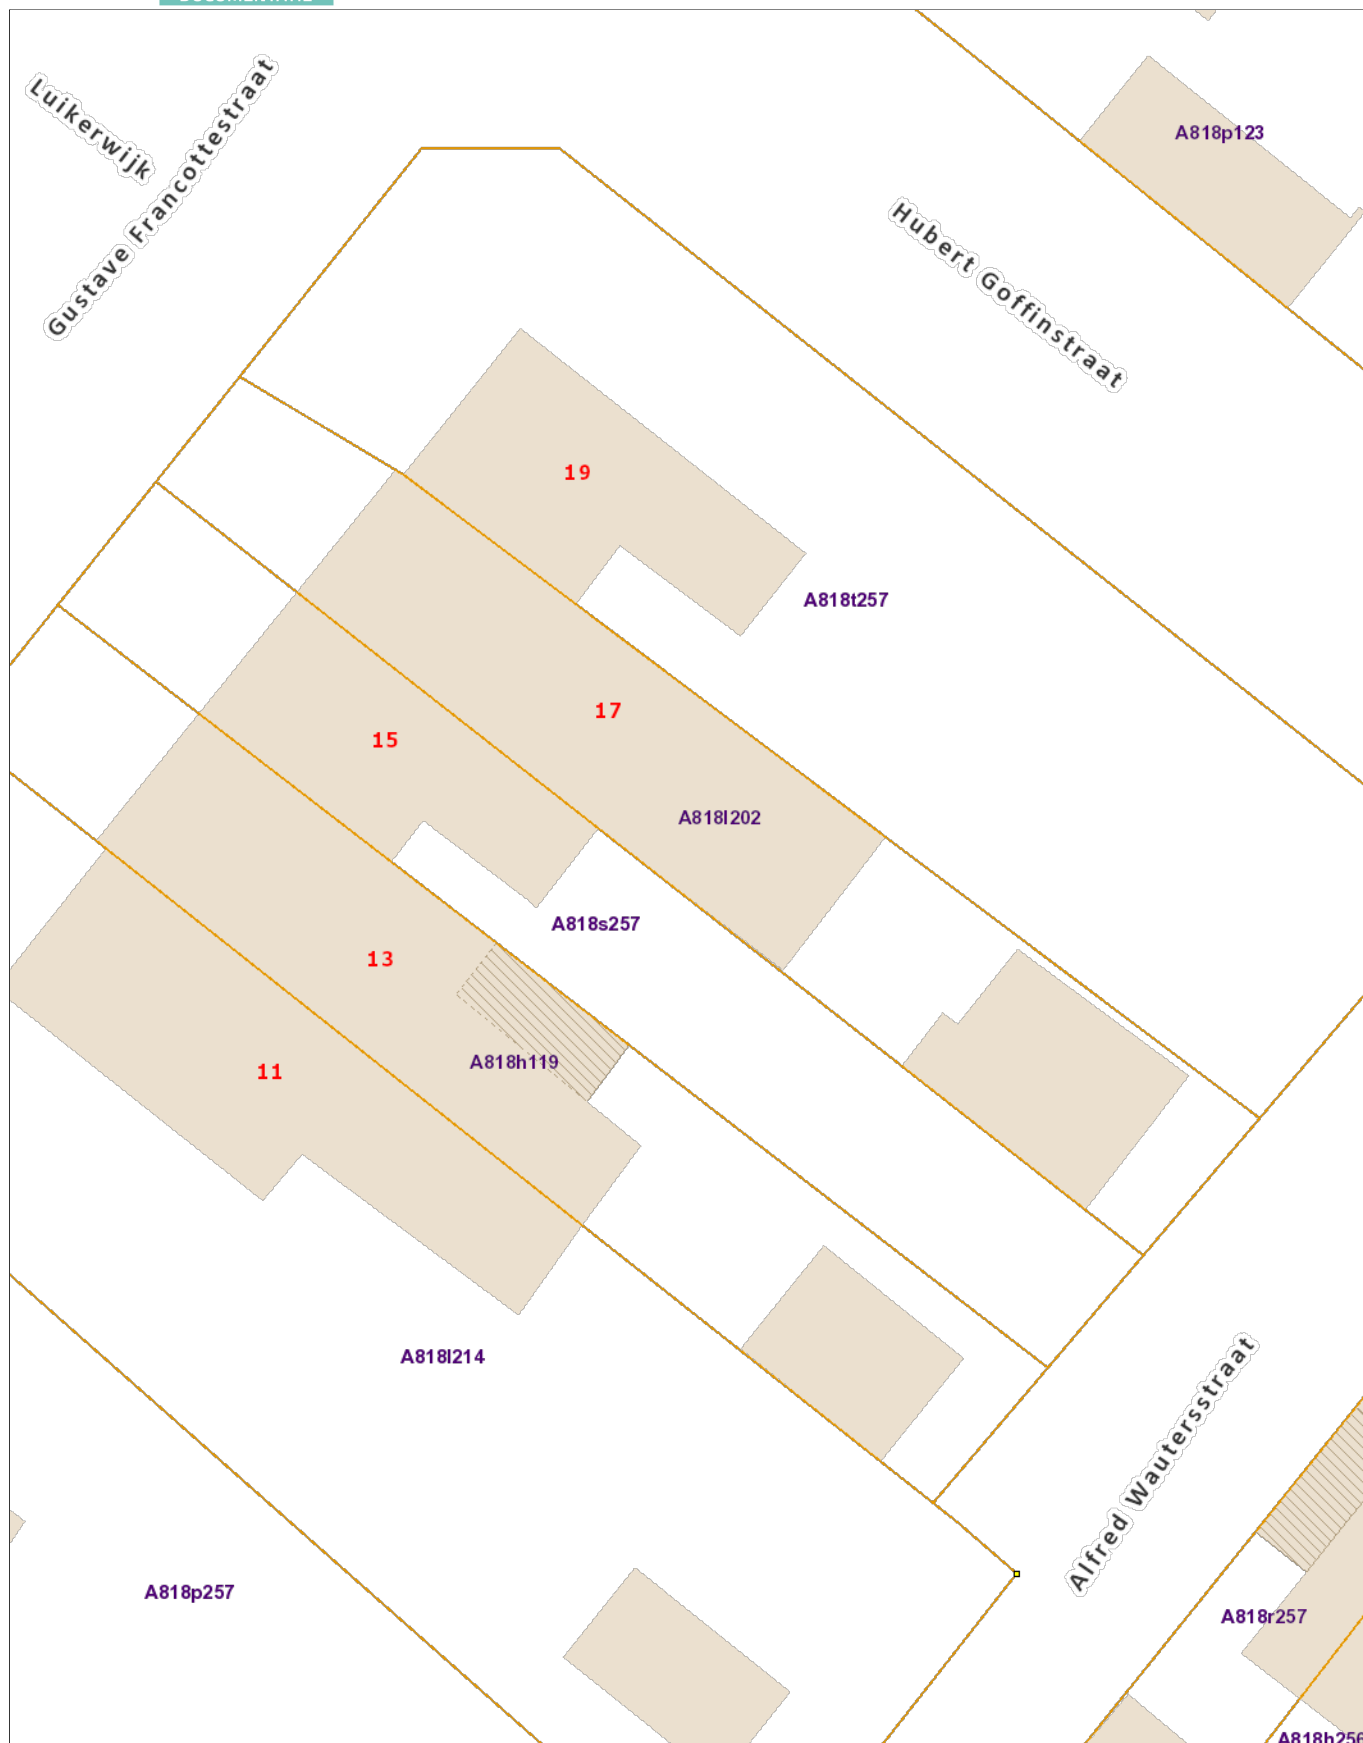 Luikerwijk
Gustave Francottestraat
A818p123
Hubert Goffinstraat
19
A818t257
17
15
A818l202
A818s257
13
A818h119
11
A818l214
Alfred Wautersstraat
A818p257
A818r257
A818h256